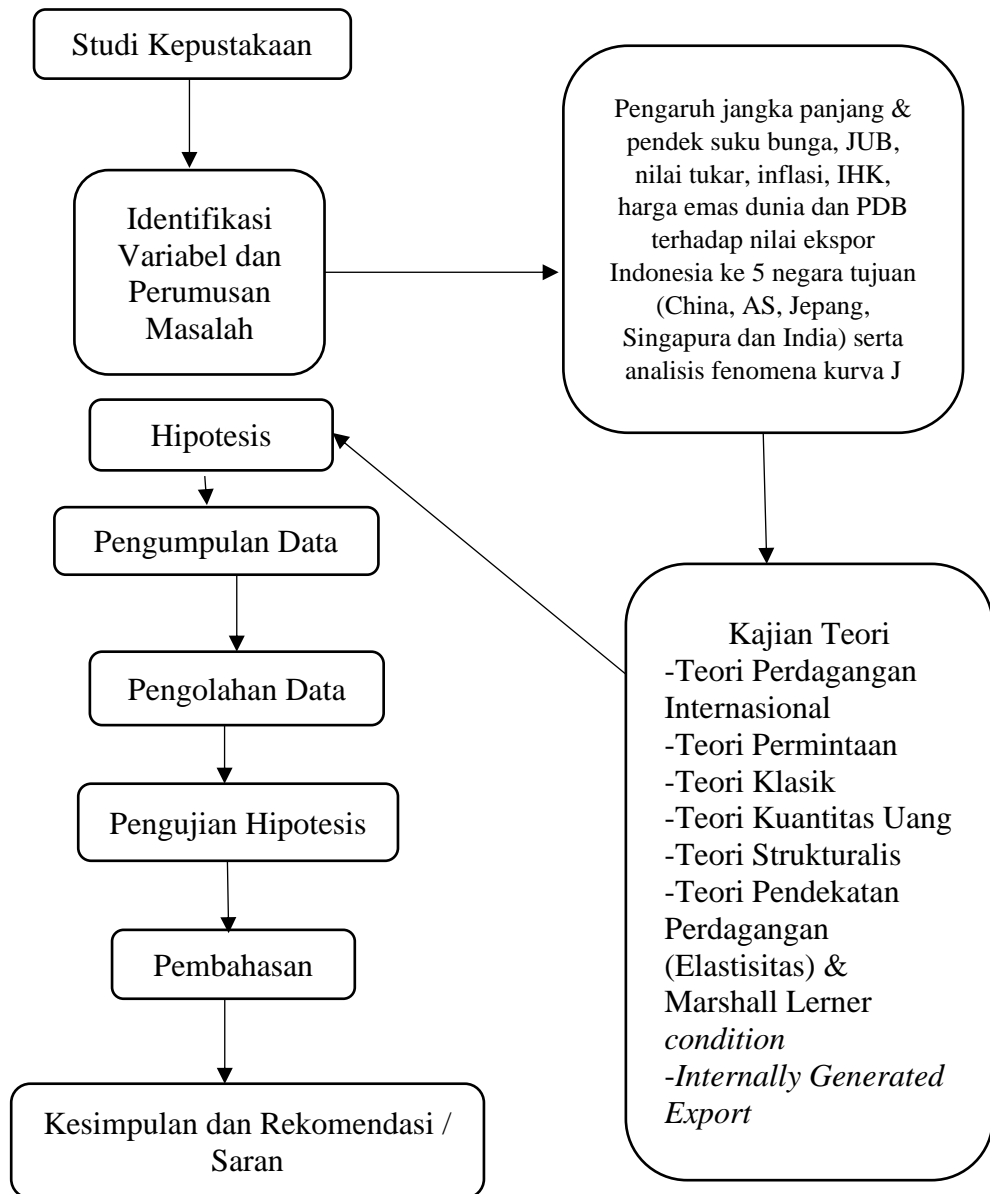 Studi Kepustakaan
Identifikasi
Variabel dan
Perumusan
Masalah
Pengaruh jangka panjang &
pendek suku bunga, JUB,
nilai tukar, inflasi, IHK,
harga emas dunia dan PDB
terhadap nilai ekspor
Indonesia ke 5 negara tujuan
(China, AS, Jepang,
Singapura dan India) serta
analisis fenomena kurva J
Kajian Teori
-Teori Perdagangan
Internasional
-Teori Permintaan
-Teori Klasik
-Teori Kuantitas Uang
-Teori Strukturalis
-Teori Pendekatan
Perdagangan
(Elastisitas) &
Marshall Lerner
condition
-Internally Generated
Export
Hipotesis
Pengumpulan Data
Pengolahan Data
Pengujian Hipotesis
Pembahasan
Kesimpulan dan Rekomendasi /
Saran